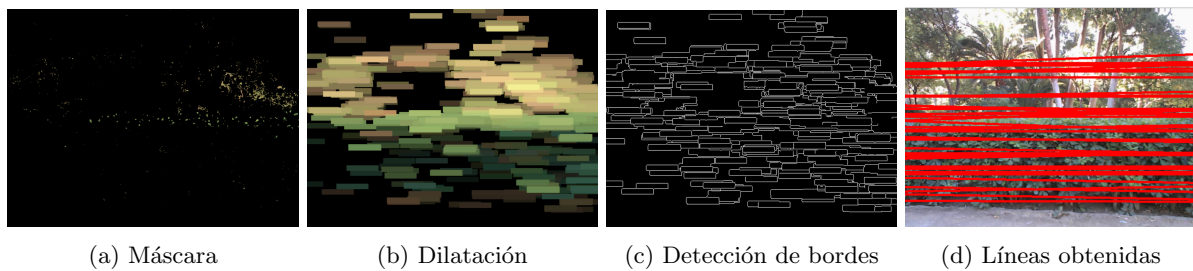 (a) Máscara
(b) Dilatación
(c) Detección de bordes
(d) Líneas obtenidas